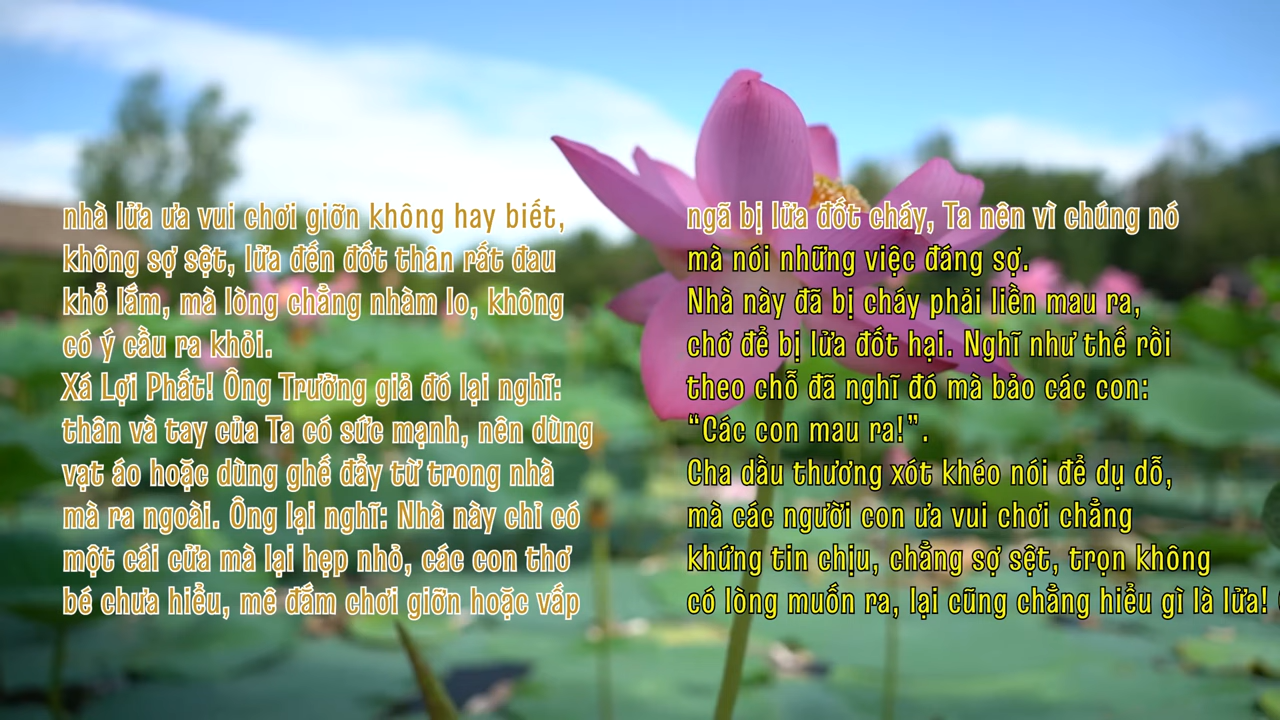 nhà lửa ưa vui chơi giỡn không hay biết,
không sợ sệt, lửa đến đốt thân rất đau
khổ lắm, mà lòng chẳng nhàm lo, không
có ý cầu ra khỏi.
Xá Lợi Phất! Ông Trưởng giả đó lại nghĩ:
thân và tay của Ta có sức mạnh, nên dùng
vạt áo hoặc dùng ghế đẩy từ trong nhà
mà ra ngoài. Ông lại nghĩ: Nhà này chỉ có
một cái cửa mà lại hẹp nhỏ, các con thơ
bé chưa hiểu, mê đắm chơi giỡn hoặc vấp
ngã bị lửa đốt cháy, Ta nên vì chúng nó
mà nói những việc đáng sợ.
Nhà này đã bị cháy phải liền mau ra,
chớ để bị lửa đốt hại. Nghĩ như thế rồi
theo chỗ đã nghĩ đó mà bảo các con:
“Các con mau ra!”.
Cha dầu thương xót khéo nói để dụ dỗ,
mà các người con ưa vui chơi chẳng
khứng tin chịu, chẳng sợ sệt, trọn không
có lòng muốn ra, lại cũng chẳng hiểu gì là lửa!